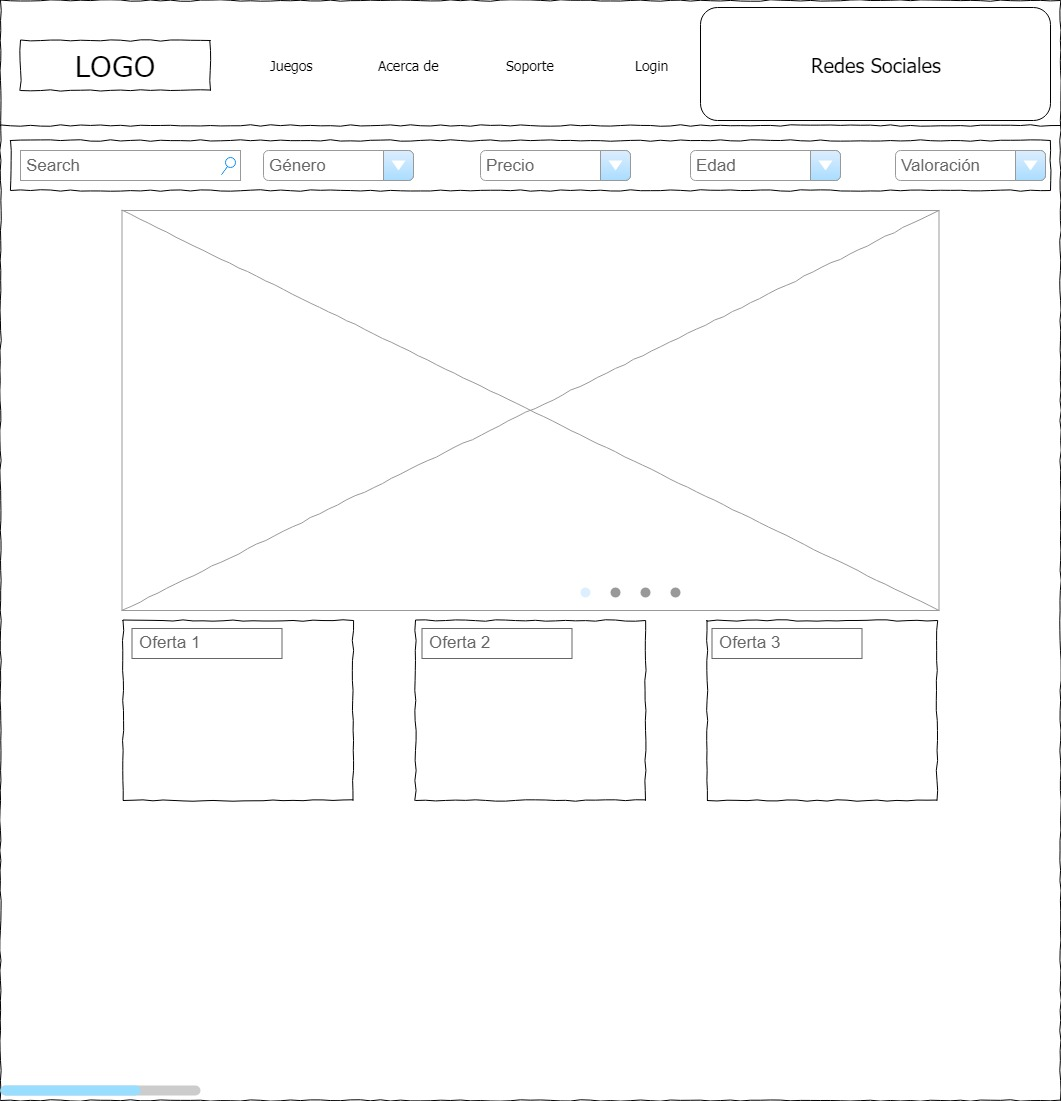 LOGO
Juegos
Acerca de
Soporte
Login
Redes Sociales
Search
Género
Precio
Edad
Valoración
Oferta 1
Oferta 2
Oferta 3